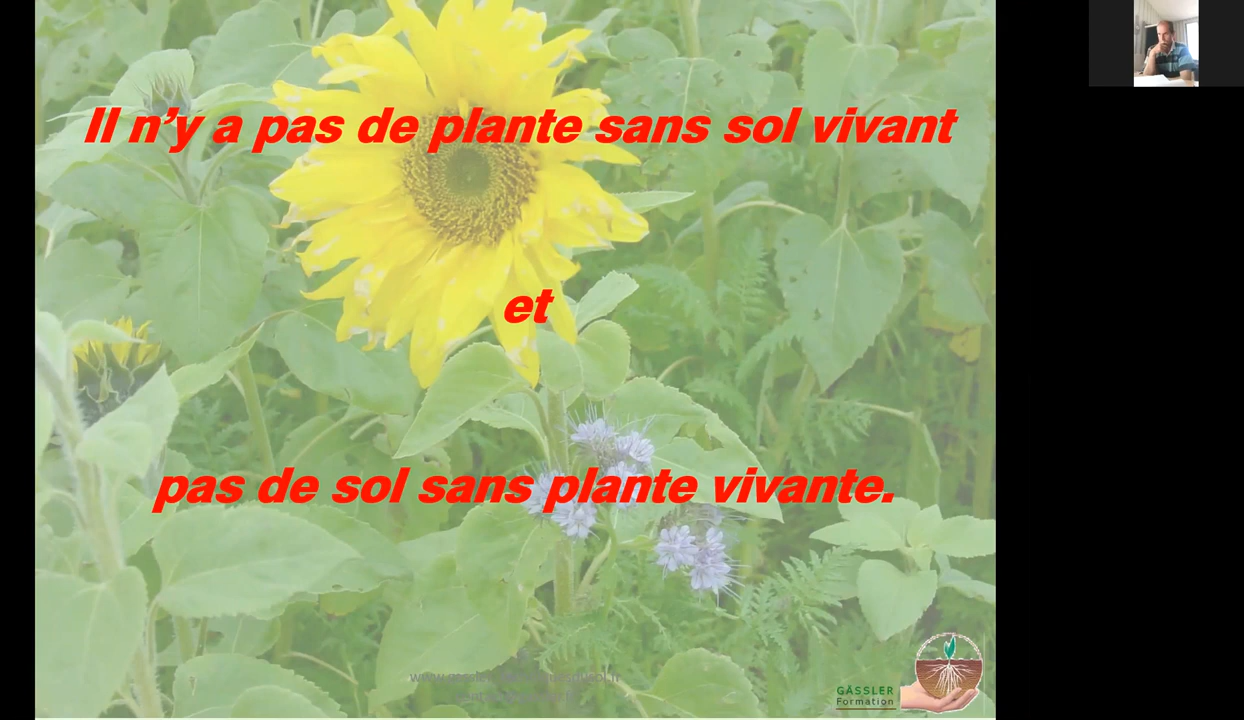 Il n’y a pas de plante sans sol vivant
et
pas de sol sans plante vivante.
GÄSSLER
Formation